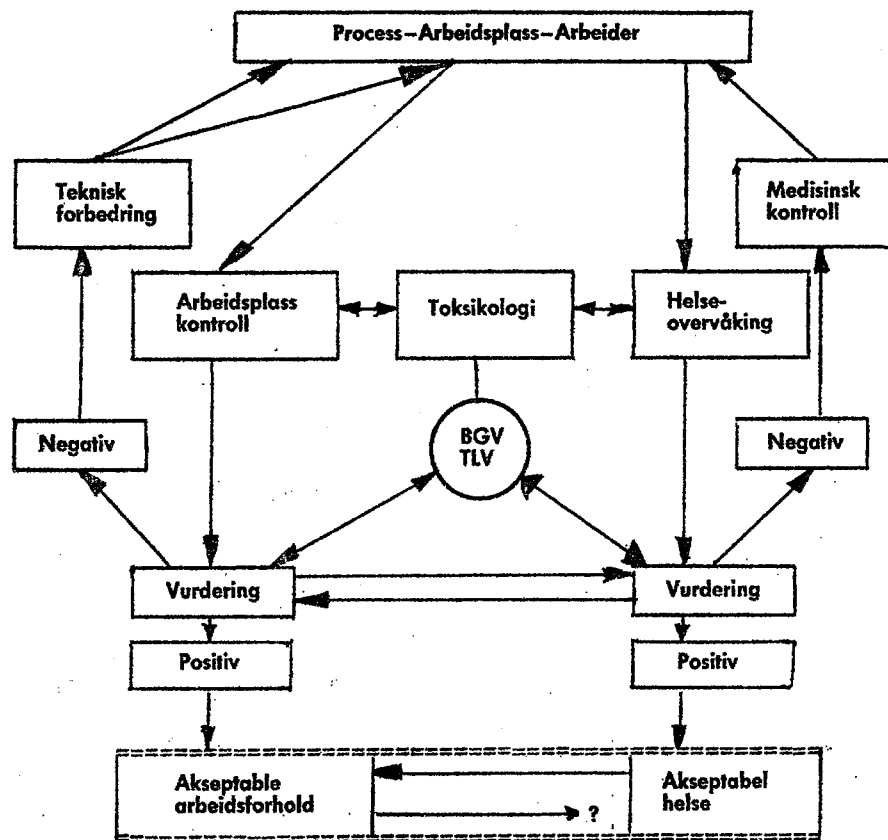 Process–Arbeidsplass–Arbeider
Teknisk
forbedring
Medisinsk
kontroll
Arbeidsplass
kontroll
Toksikologi
Helse-
overvåking
Negativ
BGV
TLV
Negativ
Vurdering
Vurdering
Positiv
Positiv
Akseptable
arbeidsforhold
?
Akseptabel
helse